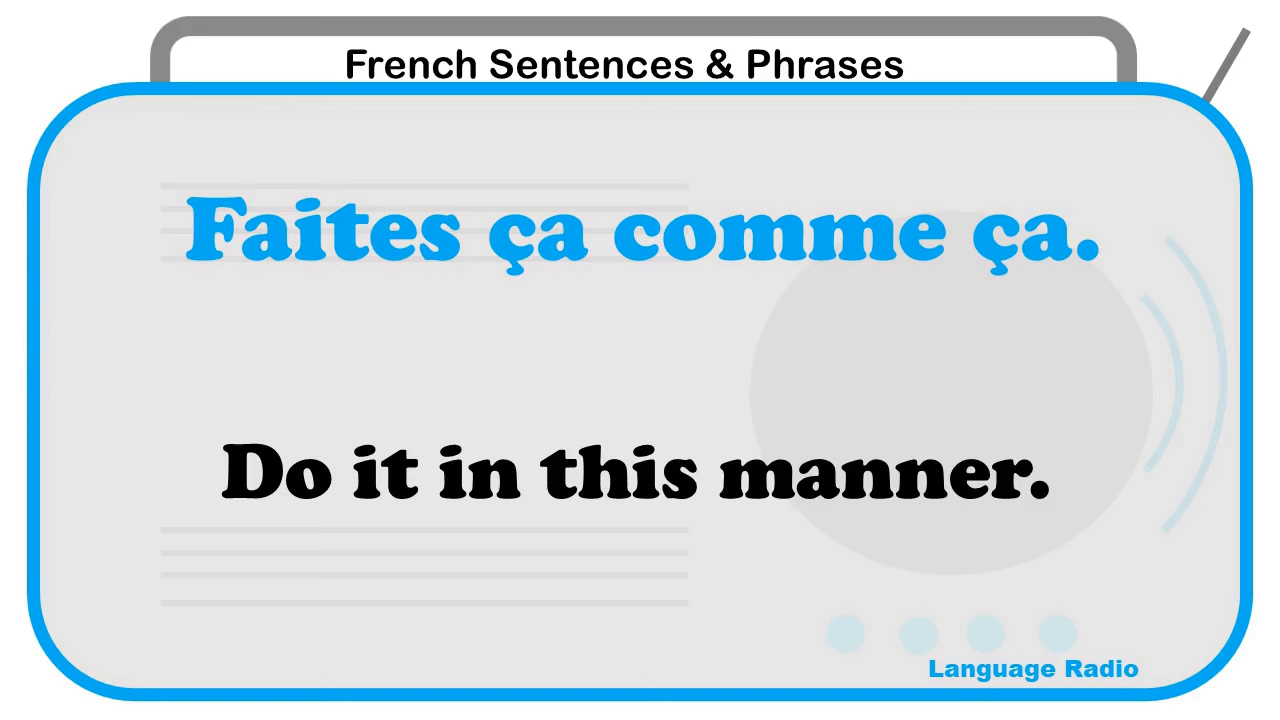 French Sentences & Phrases
Faites ça comme ça.
Do it in this manner.
Language Radio